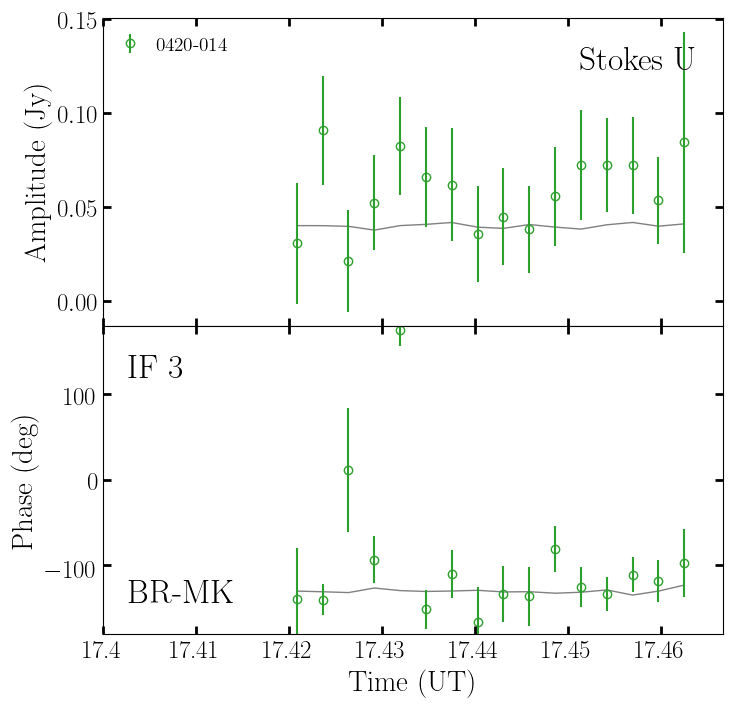 0.15
0420-014
Stokes U
0.10
Amplitude (Jy)
0.05
0.00
IF 3
100
Phase (deg)
0
−100
BR-MK
17.4 17.41 17.42 17.43 17.44 17.45 17.46
Time (UT)